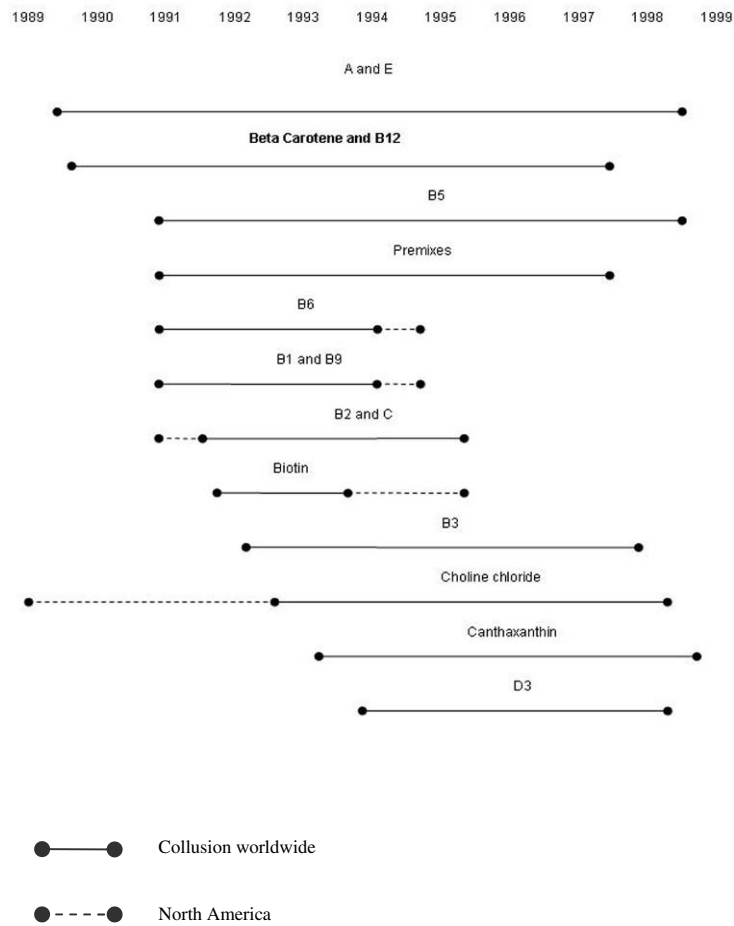 1989 1990 1991 1992 1993 1994 1995 1996 1997 1998 1999
A and E
Beta Carotene and B12
B5
Premixes
B6
B1 and B9
B2 and C
Biotin
B3
Choline chloride
Canthaxanthin
D3
Collusion worldwide
North America